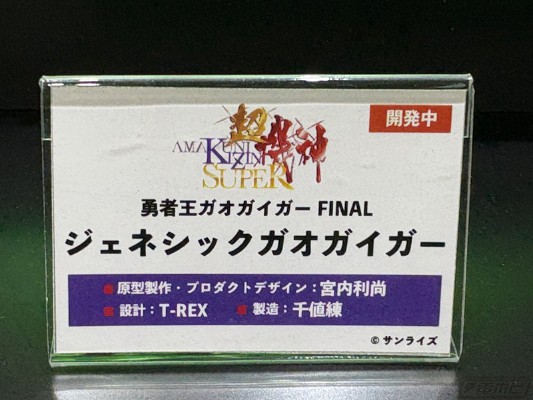 開発中
超機神
AMAKUNI
KIZIN
SUPER
勇者王ガオガイガー FINAL
ジェネシックガオガイガー
原型製作・プロダクトデザイン：宮内利尚
設計：T-REX 製造：千値練
© サンライズ